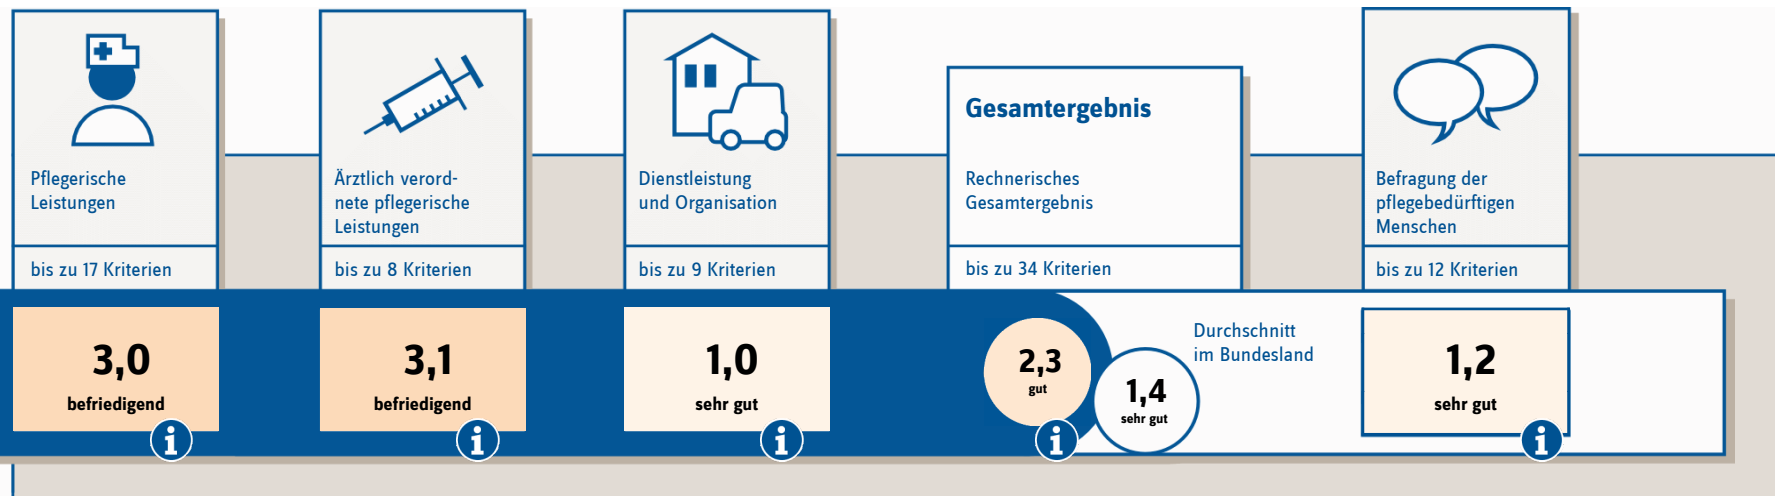 Pflegerische
Leistungen
bis zu 17 Kriterien
3,0
befriedigend
i
Ärztlich verord-
nete pflegerische
Leistungen
bis zu 8 Kriterien
3,1
befriedigend
i
Dienstleistung
und Organisation
bis zu 9 Kriterien
1,0
sehr gut
i
Gesamtergebnis
Rechnerisches
Gesamtergebnis
bis zu 34 Kriterien
2,3
gut
i
1,4
sehr gut
Durchschnitt
im Bundesland
Befragung der
pflegebedürftigen
Menschen
bis zu 12 Kriterien
1,2
sehr gut
i